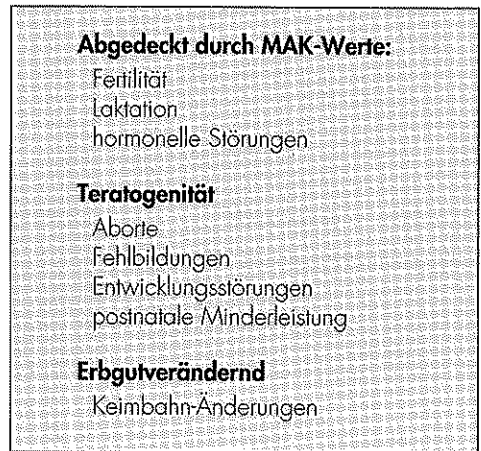 Abgedeckt durch MAK-Werte:
Fertilität
Laktation
hormonelle Störungen
Teratogenität
Aborte
Fehlbildungen
Entwicklungsstörungen
postnatale Minderleistung
Erbgutverändernd
Keimbahn-Änderungen